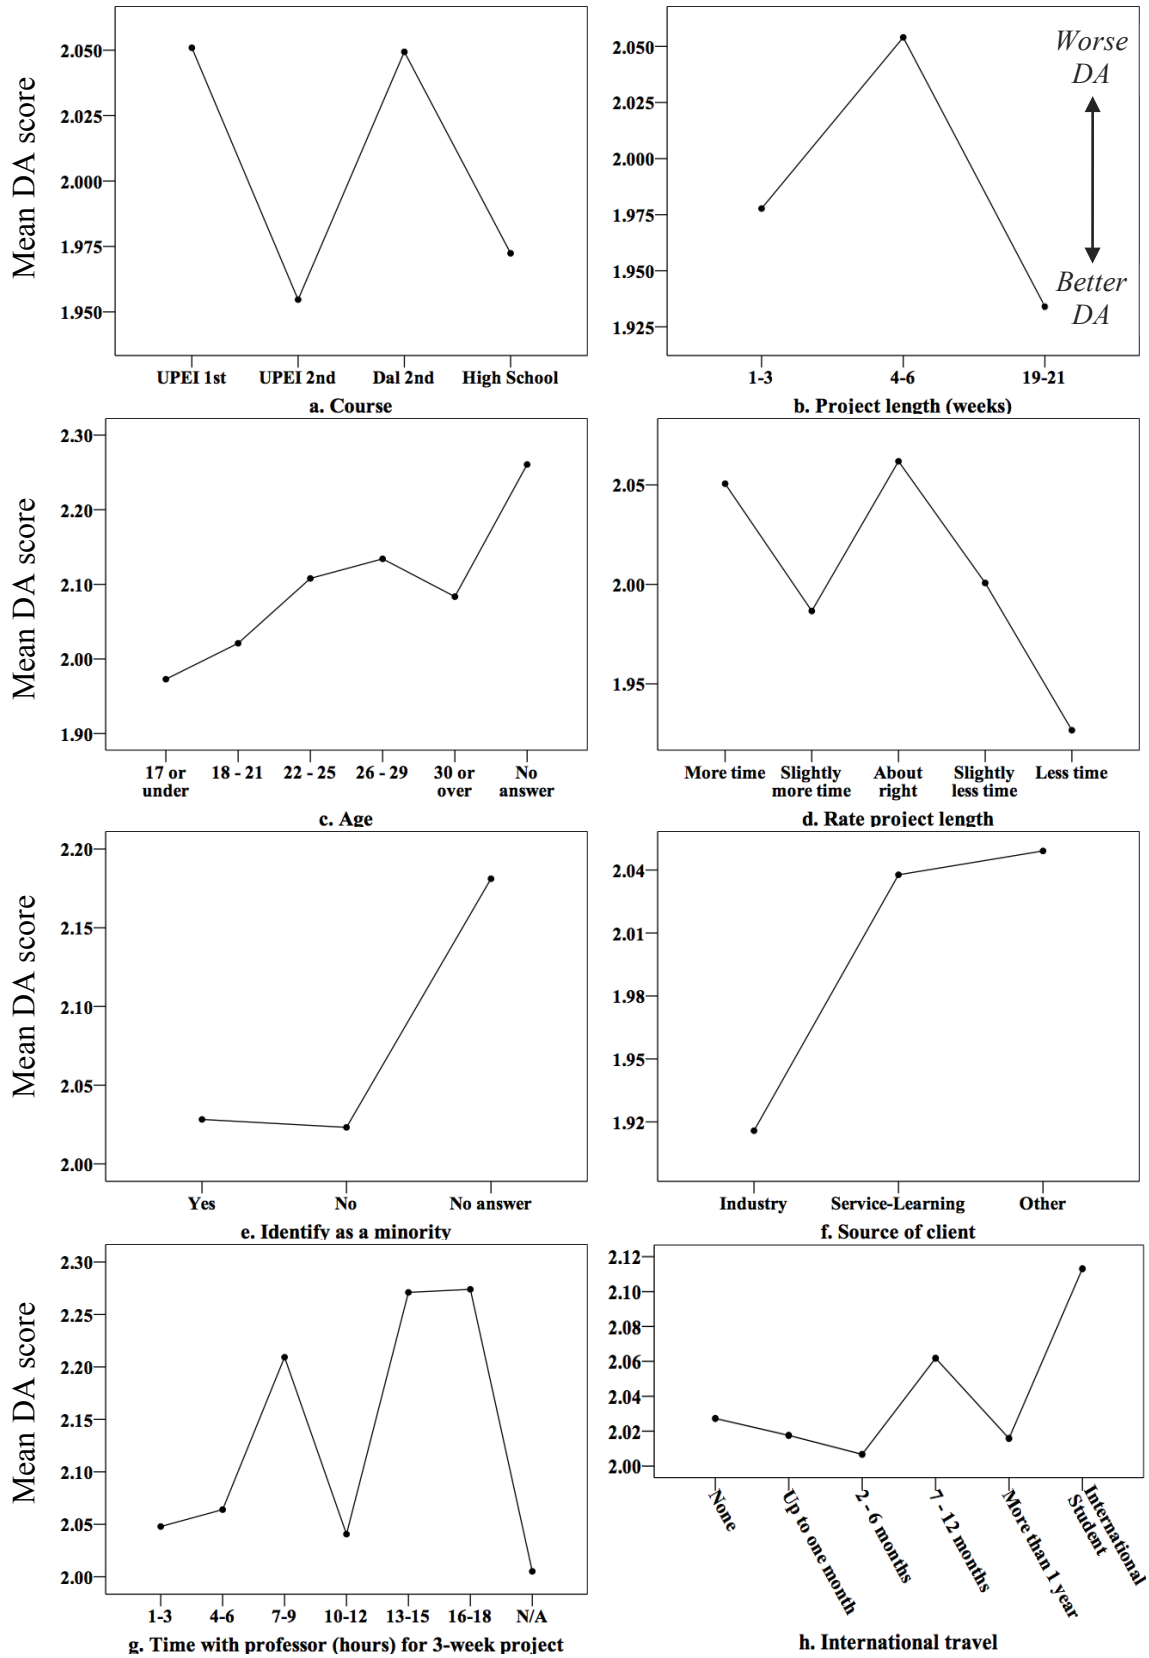 Mean DA score
2.050
2.025
2.000
1.975
1.950
UPEI 1st UPEI 2nd Dal 2nd High School
a. Course
2.050
2.025
2.000
1.975
1.950
1.925
Worse
DA
Better
DA
1-3 4-6 19-21
b. Project length (weeks)
Mean DA score
2.30
2.20
2.10
2.00
1.90
17 or under 18 - 21 22 - 25 26 - 29 30 or over No answer
c. Age
2.05
2.00
1.95
More time Slightly more time About right Slightly less time Less time
d. Rate project length
Mean DA score
2.20
2.15
2.10
2.05
2.00
Yes No No answer
e. Identify as a minority
2.04
2.01
1.98
1.95
1.92
Industry Service-Learning Other
f. Source of client
Mean DA score
2.30
2.25
2.20
2.15
2.10
2.05
2.00
1-3 4-6 7-9 10-12 13-15 16-18 N/A
g. Time with professor (hours) for 3-week project
2.12
2.10
2.08
2.06
2.04
2.02
2.00
None
Up to one month
2 - 6 months
7 - 12 months
More than 1 year
International
Student
h. International travel